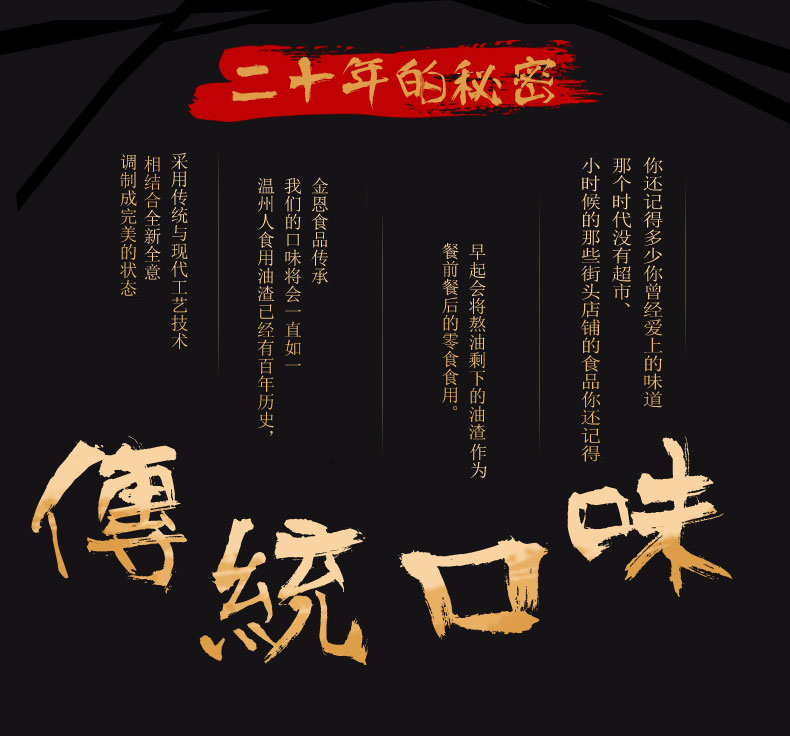 二十年的秘密
你还记得多少你曾经爱上的味道
那个时代没有超市、
小时候的那些街头店铺的食品你还记得
早起会将熬油剩下的油渣作为
餐前餐后的零食食用。
金恩食品传承
我们的口味将会一直如一
温州人食用油渣已经有百年历史，
采用传统与现代工艺技术
相结合全新全意
调制成完美的状态
傳統口味